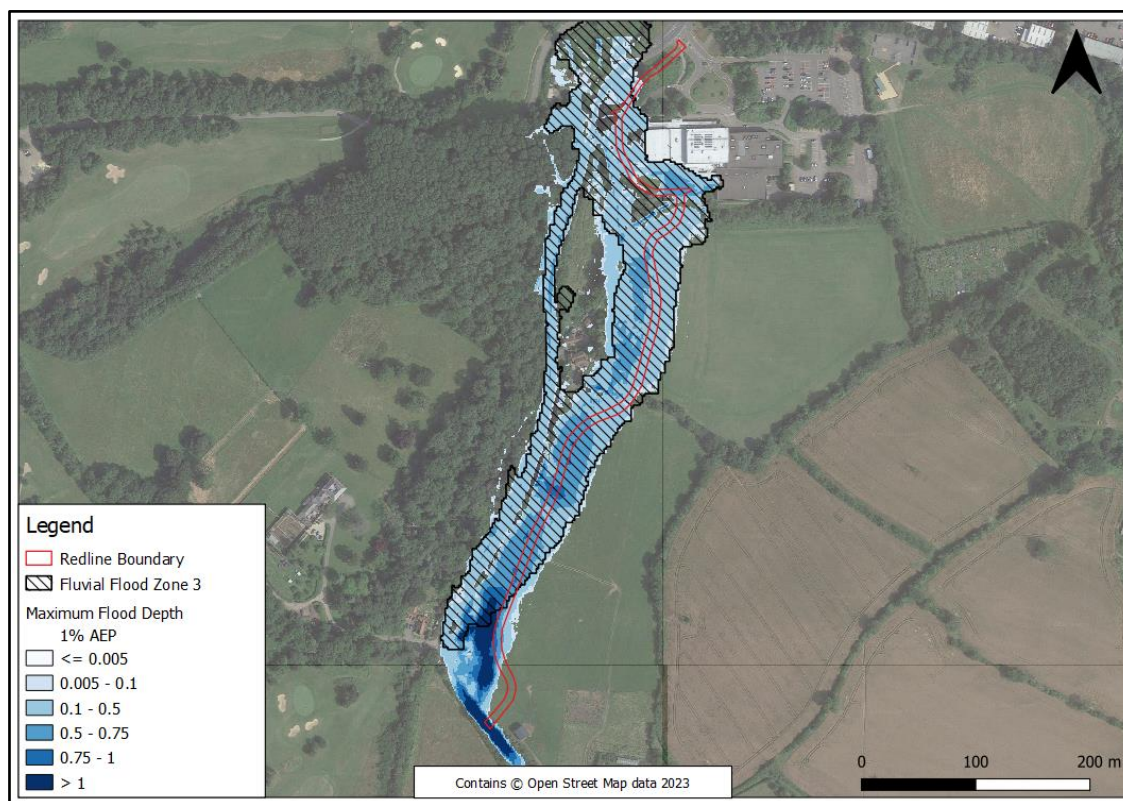 Legend
Redline Boundary
Fluvial Flood Zone 3
Maximum Flood Depth
1% AEP
<= 0.005
0.005 - 0.1
0.1 - 0.5
0.5 - 0.75
0.75 - 1
> 1
Contains © Open Street Map data 2023
0 100 200 m